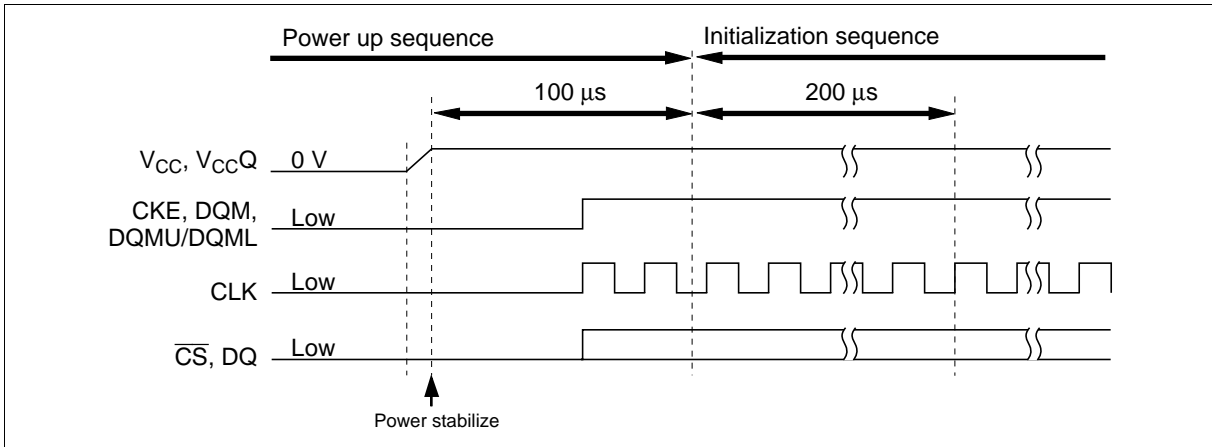 Power up sequence
Initialization sequence
100 μs
200 μs
VCC, VCCQ
0 V
CKE, DQM,
DQMU/DQML
Low
CLK
Low
C̅S̅, DQ
Low
Power stabilize